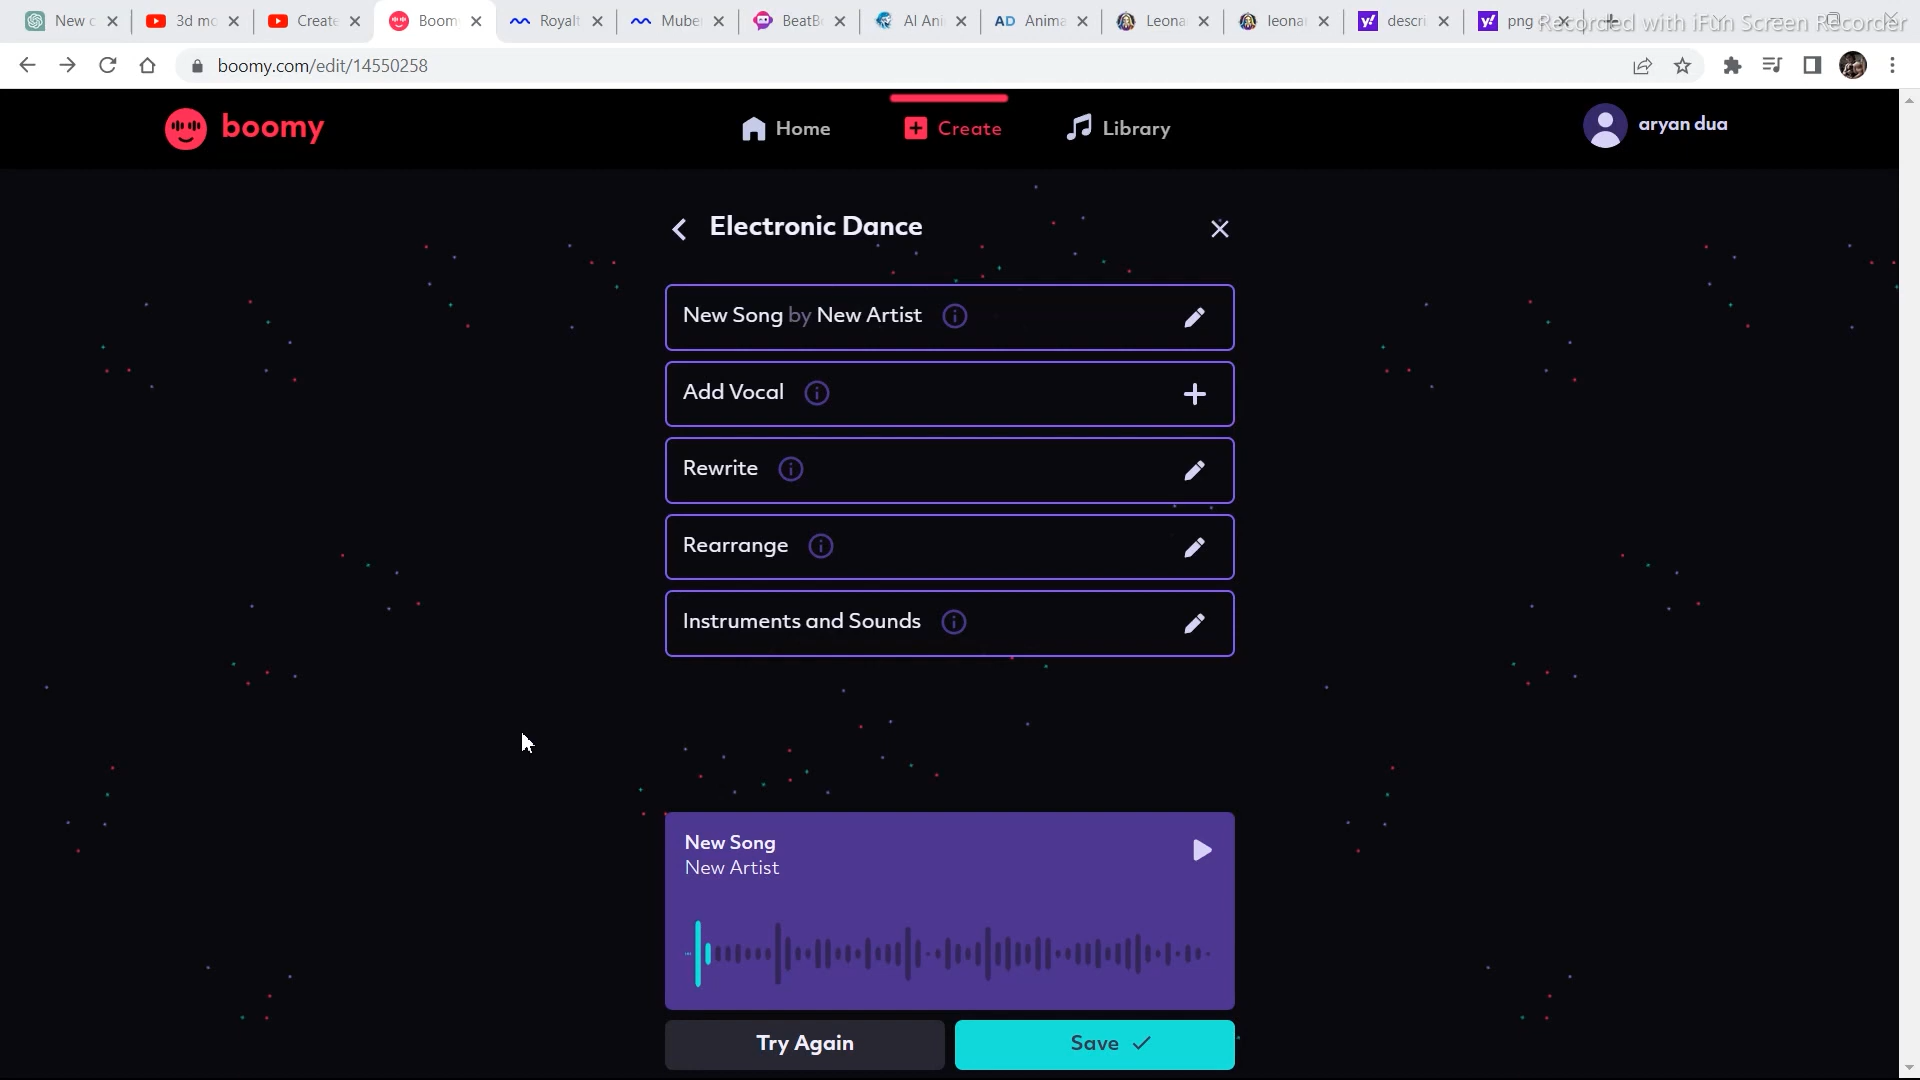 New c
3d mo
Create
Boom
Royalt
Mube
BeatB
AI Ani
AD Anima
Leona
leona
y! descri
y! png
Recorded with iFun Screen Recorder
boomy.com/edit/14550258
boomy
Home
Create
Library
aryan dua
Electronic Dance
New Song by New Artist
Add Vocal
Rewrite
Rearrange
Instruments and Sounds
New Song
New Artist
Try Again
Save